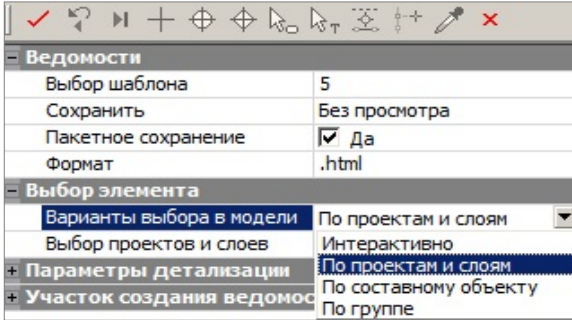 Ведомости
Выбор шаблона 5
Сохранить Без просмотра
Пакетное сохранение Да
Формат .html
Выбор элемента
Варианты выбора в модели По проектам и слоям
Выбор проектов и слоев Интерактивно
По проектам и слоям
Параметры детализации
По составному объекту
Участок создания ведомос
По группе